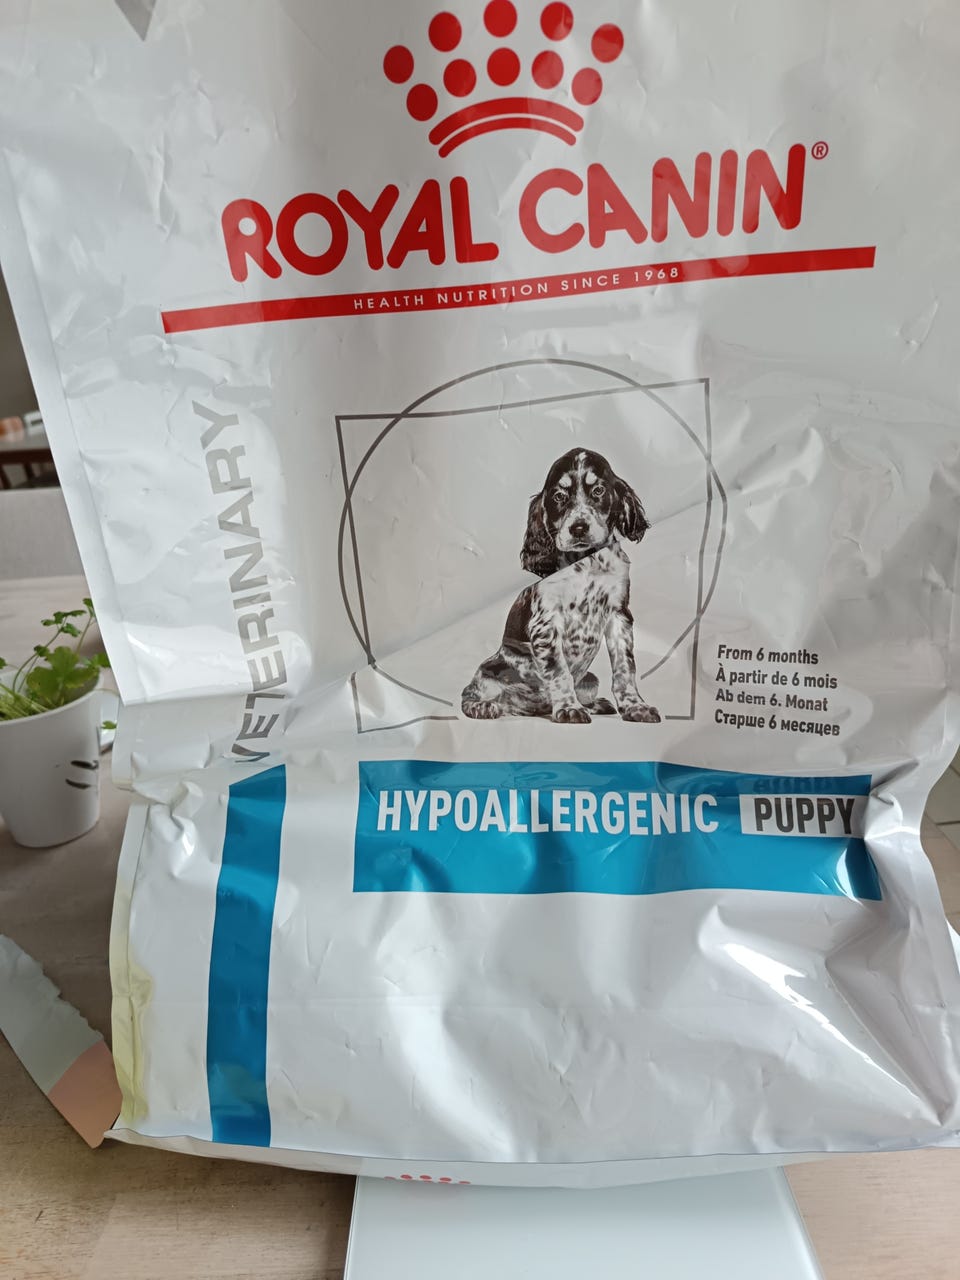 ROYAL CANIN®
HEALTH NUTRITION SINCE 1968
VETERINARY
From 6 months
À partir de 6 mois
Ab dem 6. Monat
Старше 6 месяцев
HYPOALLERGENIC PUPPY